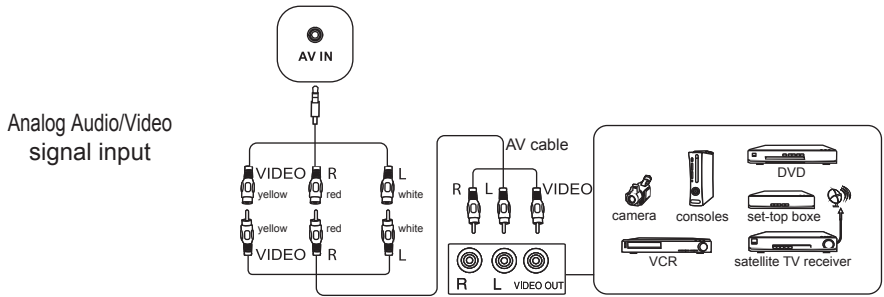 AV IN
Analog Audio/Video
signal input
VIDEO R L
yellow red white
yellow red white
VIDEO R L
AV cable
R L VIDEO
R L VIDEO OUT
DVD
camera consoles set-top boxe
VCR satellite TV receiver